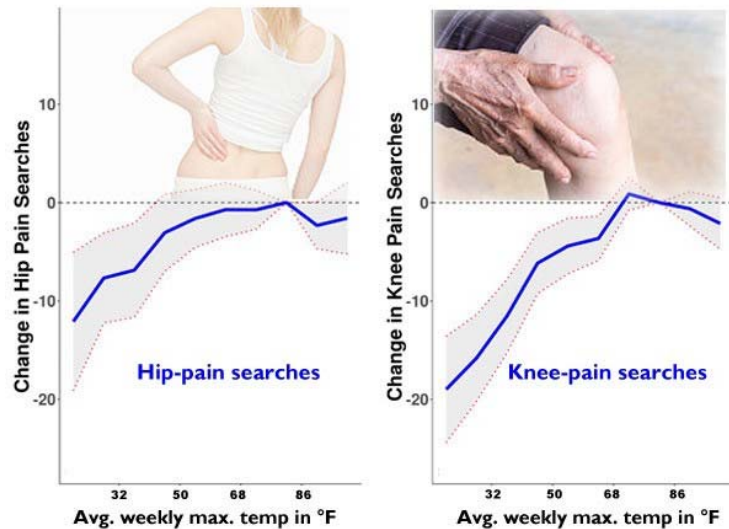 Change in Hip Pain Searches
10
0
-10
-20
Hip-pain searches
32 50 68 86
Avg. weekly max. temp in °F
Change in Knee Pain Searches
10
0
-10
-20
Knee-pain searches
32 50 68 86
Avg. weekly max. temp in °F